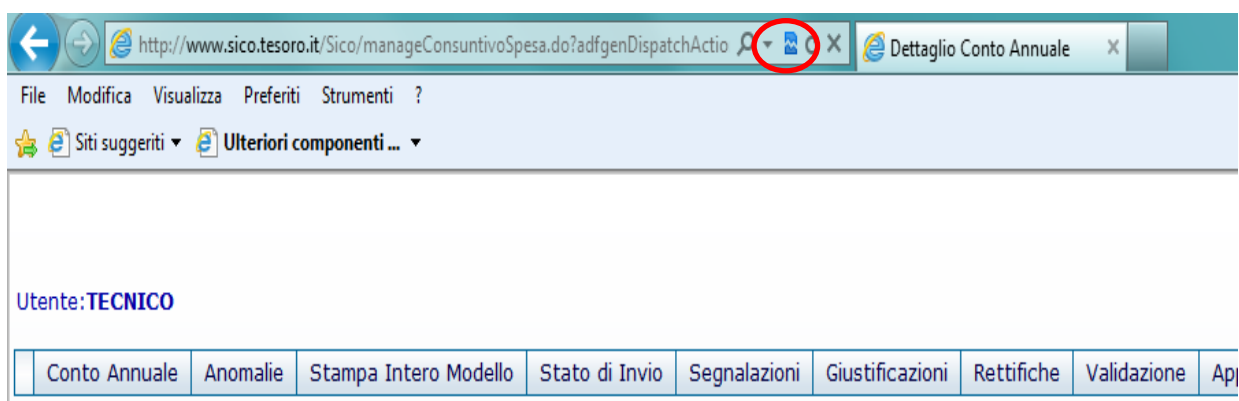 http://www.sico.tesoro.it/Sico/manageConsuntivoSpesa.do?adfgenDispatchActio
Dettaglio Conto Annuale
File Modifica Visualizza Preferiti Strumenti ?
Siti suggeriti Ulteriori componenti ...
Utente:TECNICO
Conto Annuale Anomalie Stampa Intero Modello Stato di Invio Segnalazioni Giustificazioni Rettifiche Validazione